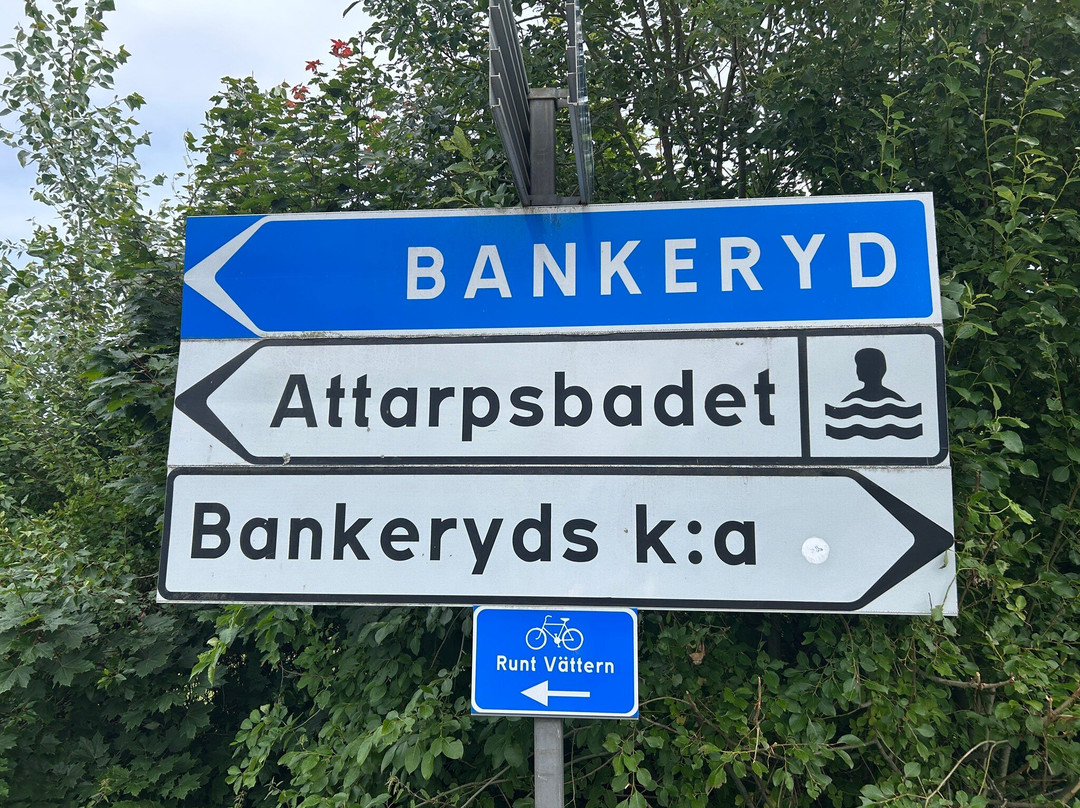 BANKERYD
Attarpsbadet
Bankeryds k:a
Runt Vättern